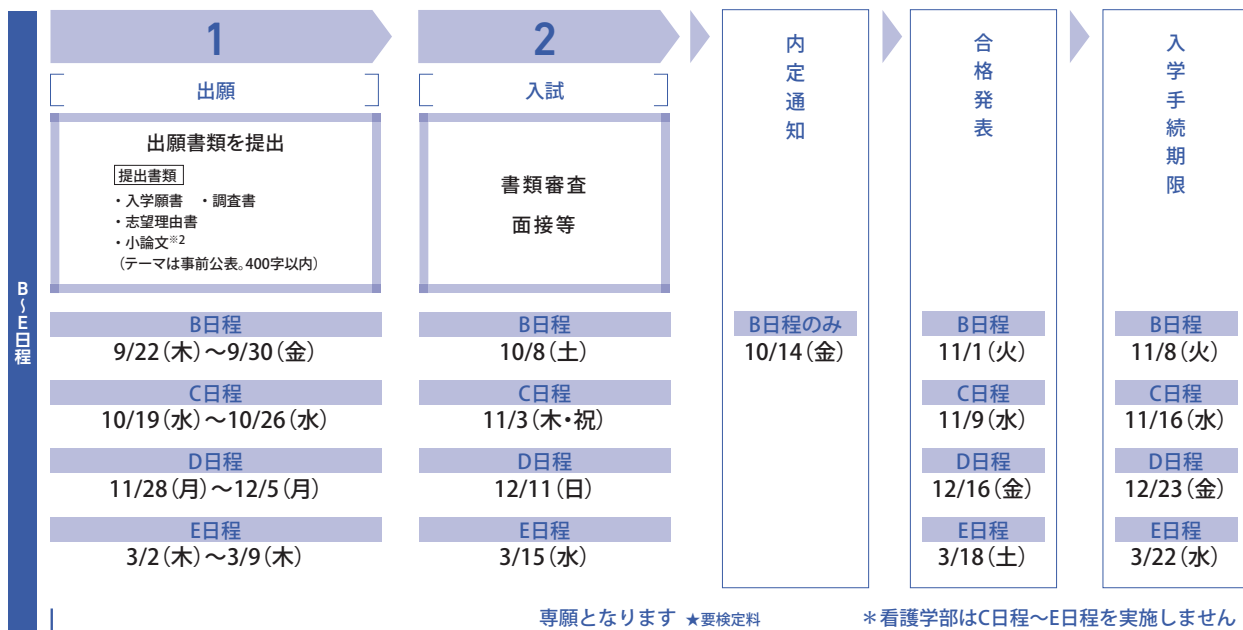 B～E日程
1
出願
出願書類を提出
提出書類
・入学願書 ・調査書
・志望理由書
・小論文※2
（テーマは事前公表。400字以内）
B日程
9/22（木）～9/30（金）
C日程
10/19（水）～10/26（水）
D日程
11/28（月）～12/5（月）
E日程
3/2（木）～3/9（木）
2
入試
書類審査
面接等
B日程
10/8（土）
C日程
11/3（木・祝）
D日程
12/11（日）
E日程
3/15（水）
内定通知
B日程のみ
10/14（金）
合格発表
B日程
11/1（火）
C日程
11/9（水）
D日程
12/16（金）
E日程
3/18（土）
入学手続期限
B日程
11/8（火）
C日程
11/16（水）
D日程
12/23（金）
E日程
3/22（水）
専願となります ★要検定料
＊看護学部はC日程～E日程を実施しません